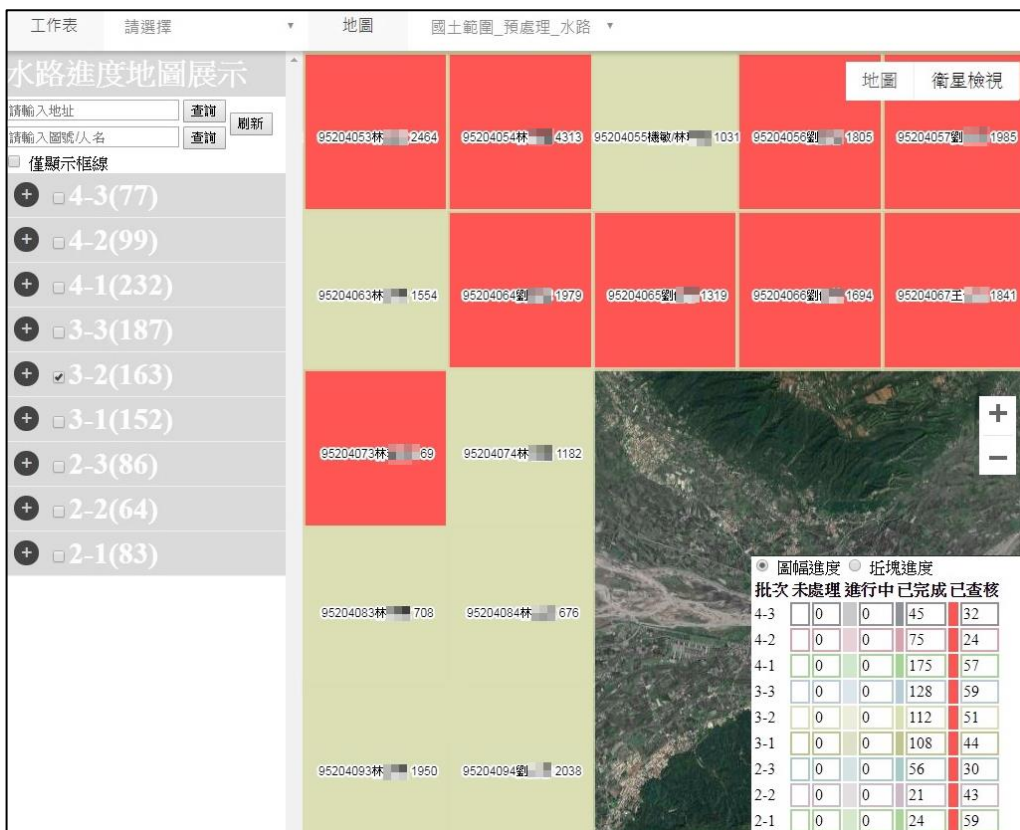 工作表 請選擇 地圖 國土範圍_預處理_水路
水路進度地圖展示
請輸入地址 查詢
請輸入圖號/人名 查詢
刷新
僅顯示框線
4-3(77)
4-2(99)
4-1(232)
3-3(187)
3-2(163)
3-1(152)
2-3(86)
2-2(64)
2-1(83)
地圖 衛星檢視
95204053林 2464 95204054林 4313 95204055機敏/林 1031 95204056劉 1805 95204057劉 1985
95204063林 1554 95204064劉 1979 95204065劉 1319 95204066劉 1694 95204067王 1841
95204073林 69 95204074林 1182
95204083林 708 95204084林 676
95204093林 1950 95204094劉 2038
圖幅進度 坵塊進度
批次 未處理 進行中 已完成 已查核
4-3 0 0 45 32
4-2 0 0 75 24
4-1 0 0 175 57
3-3 0 0 128 59
3-2 0 0 112 51
3-1 0 0 108 44
2-3 0 0 56 30
2-2 0 0 21 43
2-1 0 0 24 59